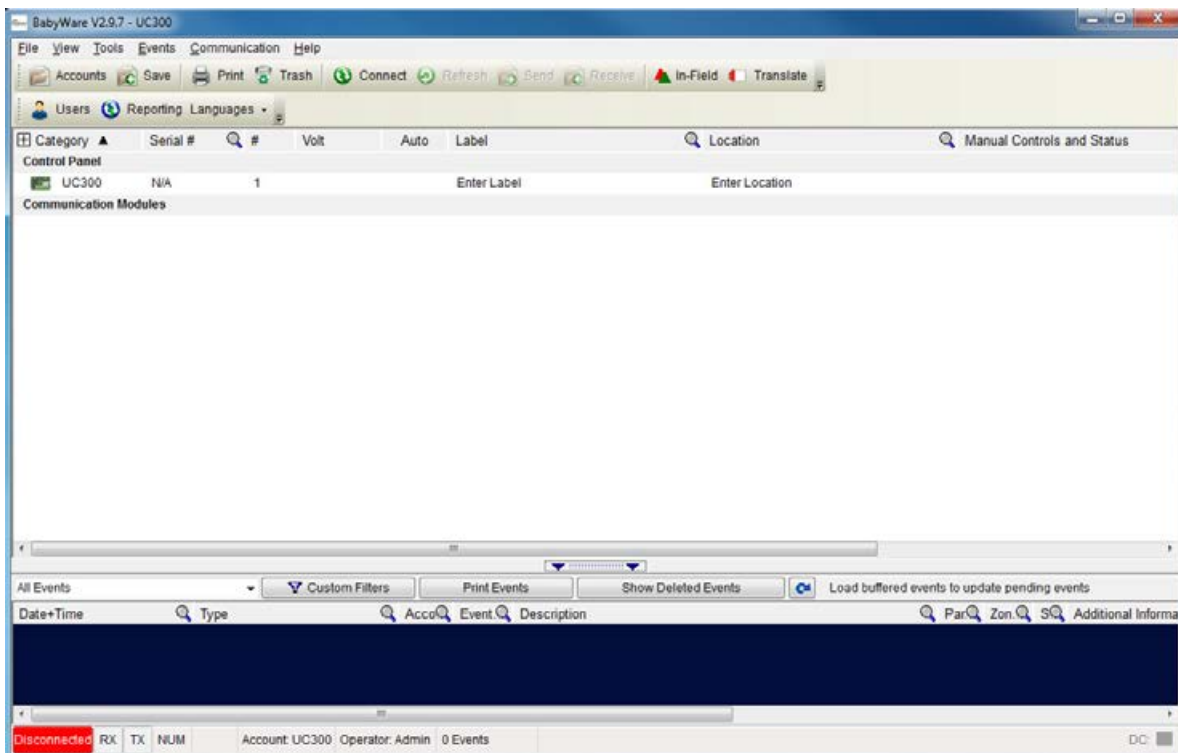 BabyWare V2.9.7 - UC300
File View Tools Events Communication Help
Accounts Save Print Trash Connect Refresh Send Receive In-Field Translate
Users Reporting Languages
Category Serial # # Volt Auto Label Location Manual Controls and Status
Control Panel
UC300 N/A 1 Enter Label Enter Location
Communication Modules
All Events Custom Filters Print Events Show Deleted Events Load buffered events to update pending events
Date+Time Type Acco Event. Description Par Zon. S Additional Informa
Disconnected RX TX NUM Account: UC300 Operator: Admin 0 Events DC: